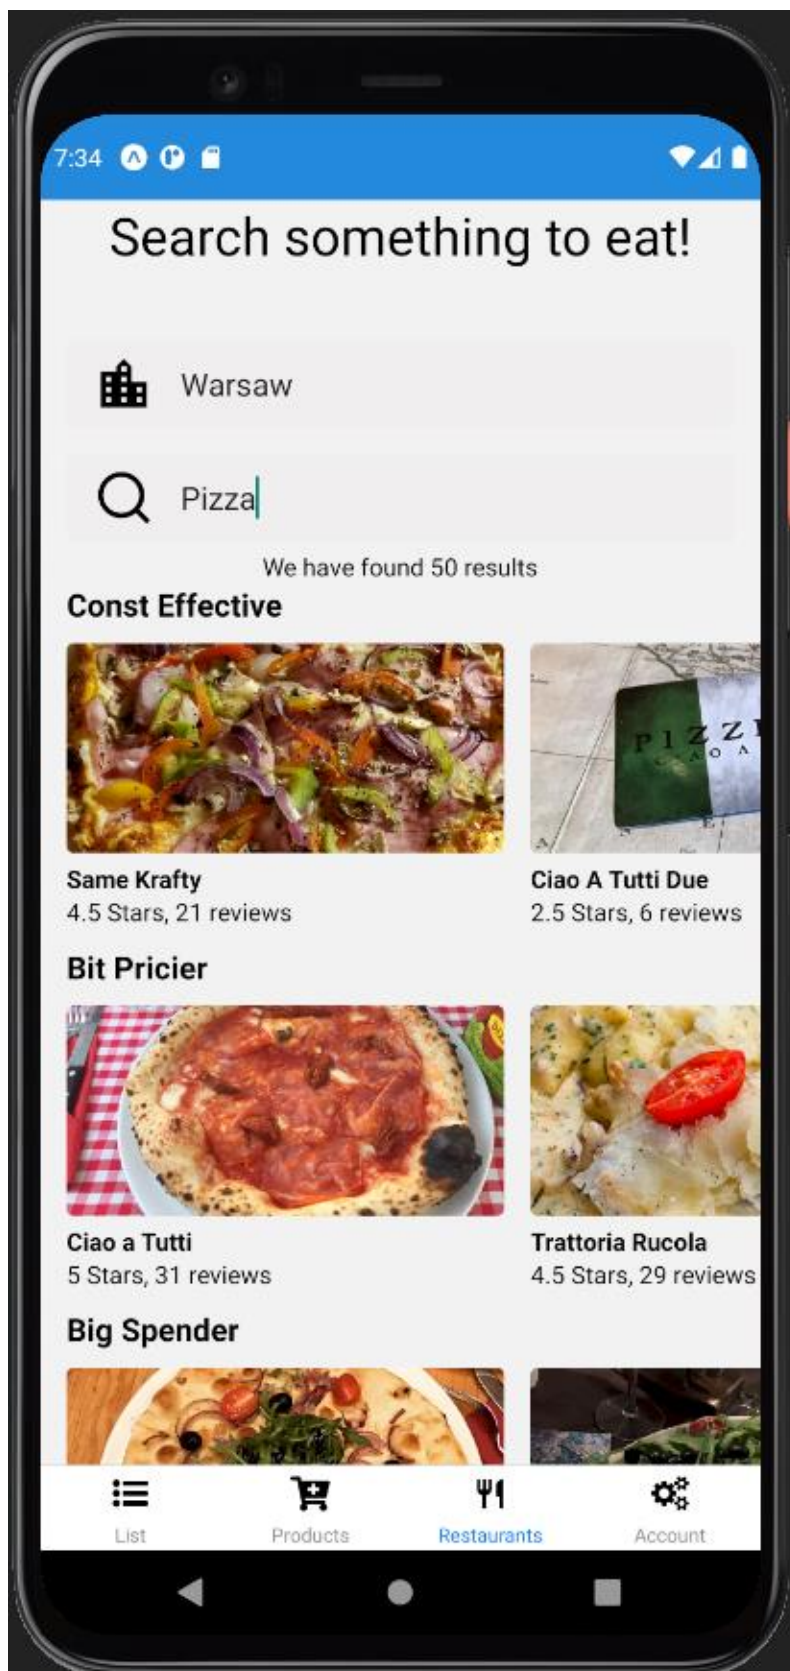 7:34
Search something to eat!
Warsaw
Pizza
We have found 50 results
Const Effective
PIZZ
CIAO A
Same Krafty
Ciao A Tutti Due
4.5 Stars, 21 reviews
2.5 Stars, 6 reviews
Bit Pricier
Ciao a Tutti
Trattoria Rucola
5 Stars, 31 reviews
4.5 Stars, 29 reviews
Big Spender
List
Products
Restaurants
Account